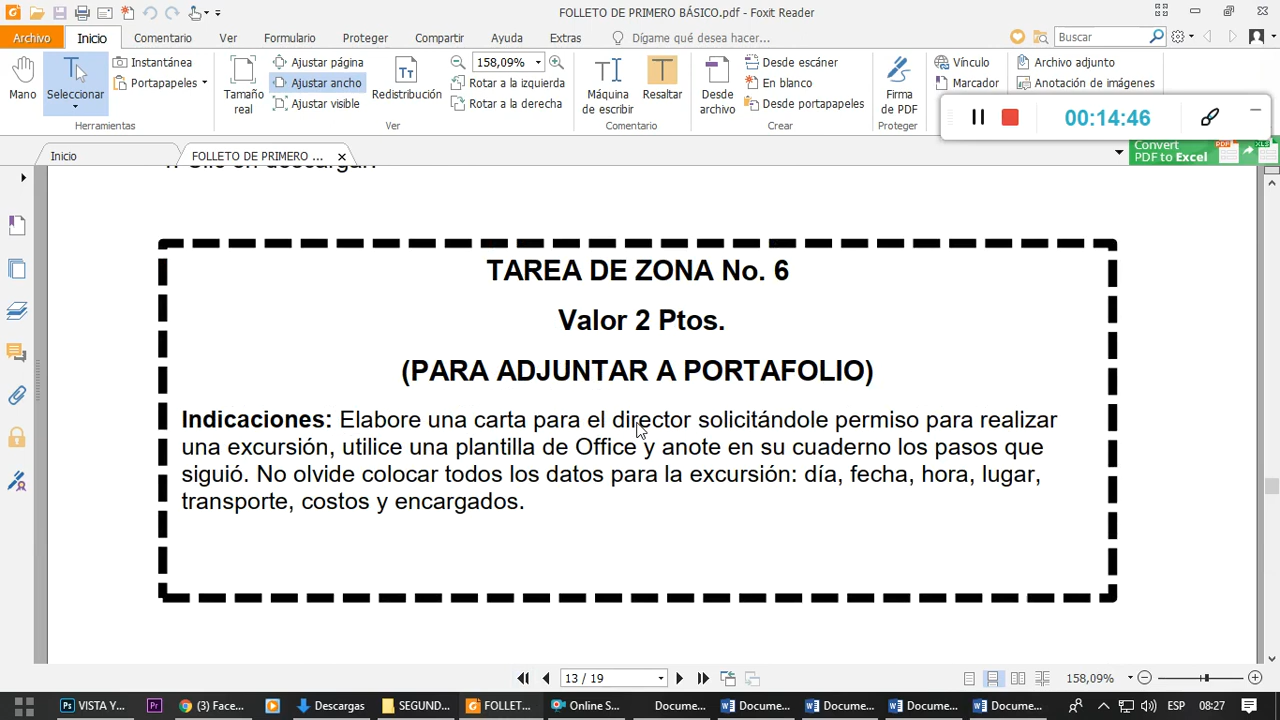 FOLLETO DE PRIMERO BÁSICO.pdf - Foxit Reader
Archivo Inicio Comentario Ver Formulario Proteger Compartir Ayuda Extras Dígame qué desea hacer... Buscar
Mano
Seleccionar
Instantánea
Portapapeles
Herramientas
Tamaño real
Ajustar página
Ajustar ancho
Ajustar visible
Redistribución
158,09%
Rotar a la izquierda
Rotar a la derecha
Ver
Máquina de escribir
Resaltar
Comentario
Desde archivo
Desde escáner
En blanco
Desde portapapeles
Crear
Firma de PDF
Proteger
Vínculo
Marcador
Archivo adjunto
Anotación de imágenes
00:14:46
Inicio FOLLETO DE PRIMERO ...
Convert
PDF to Excel
TAREA DE ZONA No. 6
Valor 2 Ptos.
(PARA ADJUNTAR A PORTAFOLIO)
Indicaciones: Elabore una carta para el director solicitándole permiso para realizar
una excursión, utilice una plantilla de Office y anote en su cuaderno los pasos que
siguió. No olvide colocar todos los datos para la excursión: día, fecha, hora, lugar,
transporte, costos y encargados.
13 / 19 158,09%
VISTA Y... (3) Face... Descargas SEGUND... FOLLET... Online S... Docume... Docume... Docume... Docume... Docume... ESP 08:27